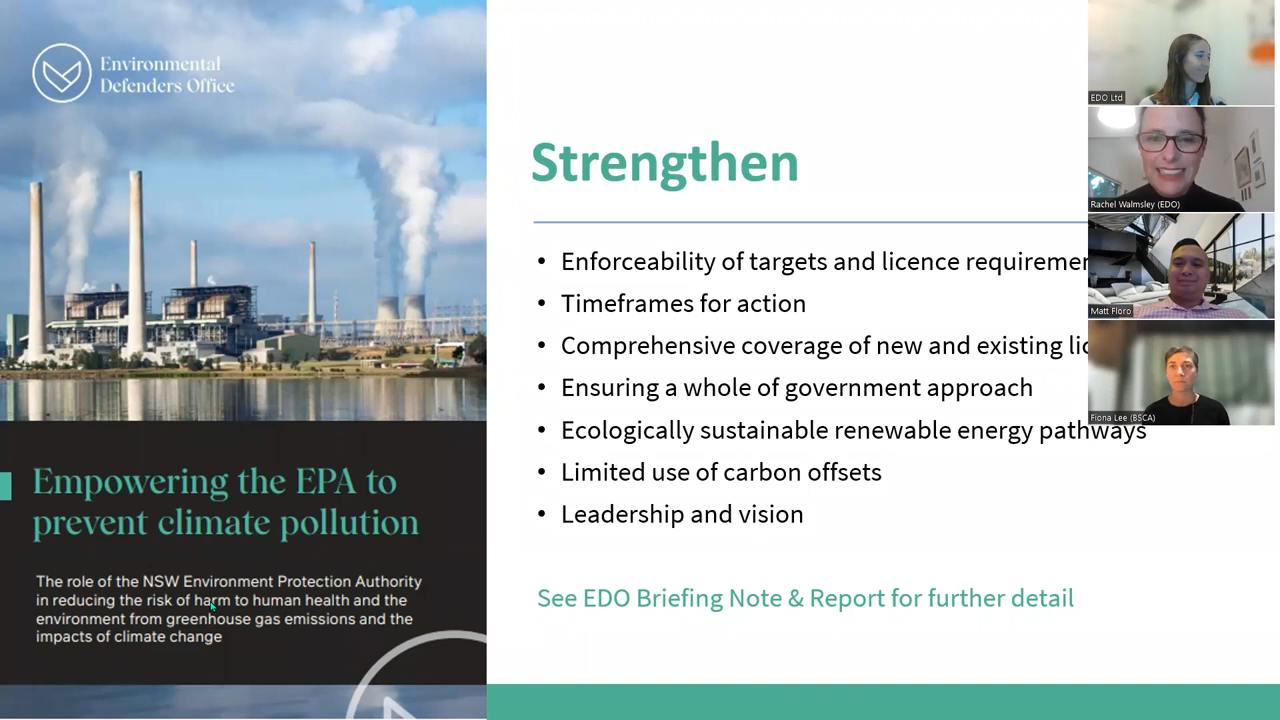 Environmental
Defenders Office
Empowering the EPA to
prevent climate pollution
The role of the NSW Environment Protection Authority
in reducing the risk of harm to human health and the
environment from greenhouse gas emissions and the
impacts of climate change
Strengthen
• Enforceability of targets and licence
• Timeframes for action
• Comprehensive coverage of new and existing
• Ensuring a whole of government approach
• Ecologically sustainable renewable energy pathways
• Limited use of carbon offsets
• Leadership and vision
See EDO Briefing Note & Report for further detail
EDO Ltd
Rachel Walmsley (EDO)
Matt Floro
Fiona Lee (BSCA)